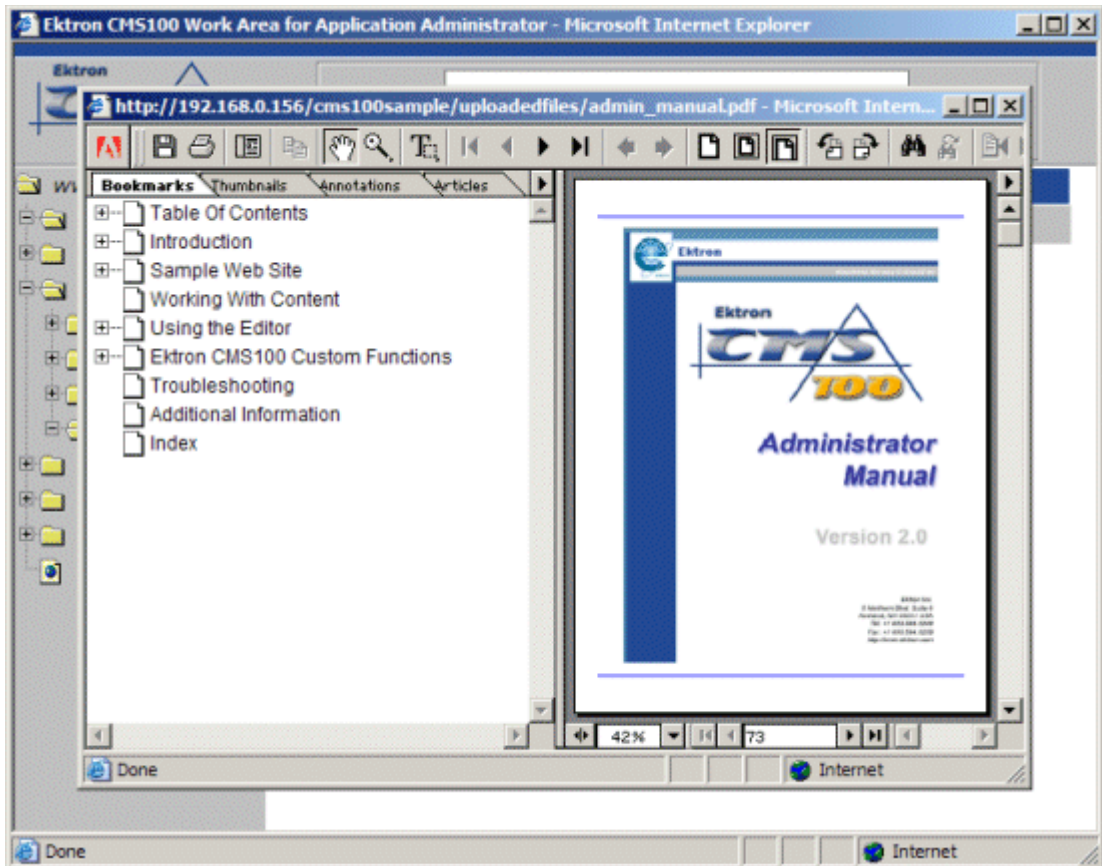 Ektron CMS100 Work Area for Application Administrator - Microsoft Internet Explorer
Ektron
http://192.168.0.156/cms100sample/uploadedfiles/admin_manual.pdf - Microsoft Intern...
Bookmarks Thumbnails Annotations Articles
Table Of Contents
Introduction
Sample Web Site
Working With Content
Using the Editor
Ektron CMS100 Custom Functions
Troubleshooting
Additional Information
Index
Ektron
Ektron
CMS
100
Administrator
Manual
Version 2.0
42% 73
Done Internet
Done Internet